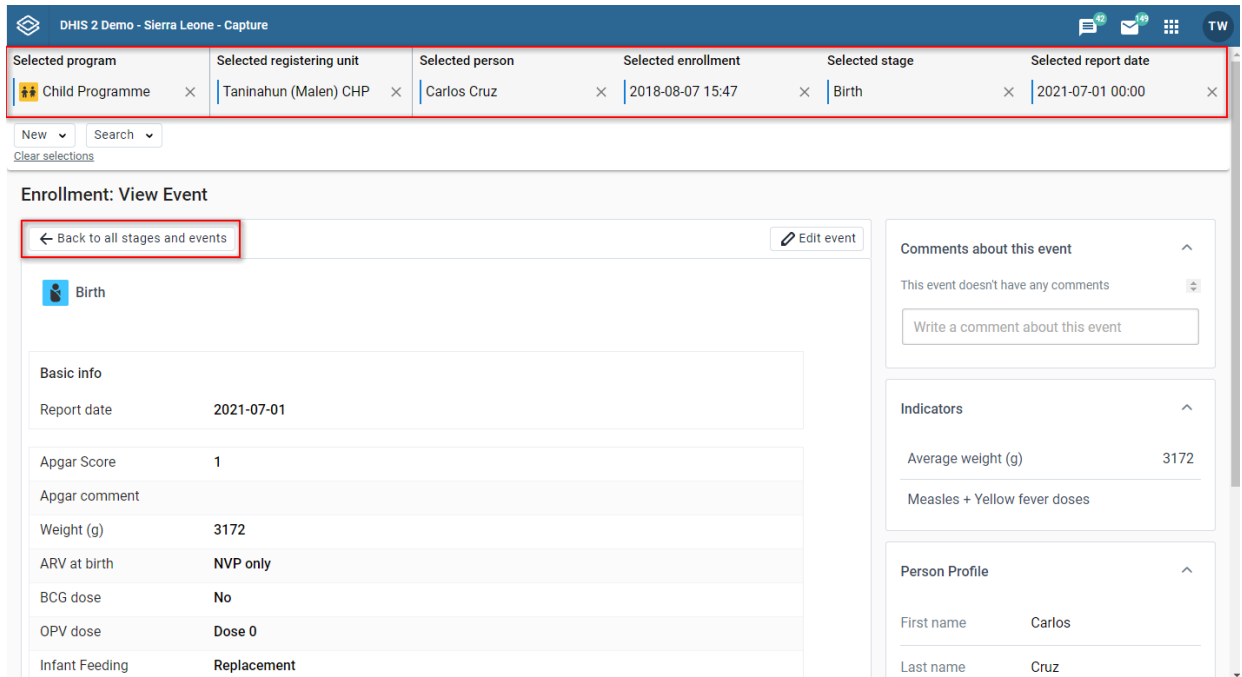 DHIS 2 Demo - Sierra Leone - Capture
42
149
TW
Selected program
Selected registering unit
Selected person
Selected enrollment
Selected stage
Selected report date
Child Programme
Taninahun (Malen) CHP
Carlos Cruz
2018-08-07 15:47
Birth
2021-07-01 00:00
New
Search
Clear selections
Enrollment: View Event
Back to all stages and events
Edit event
Birth
Basic info
Report date 2021-07-01
Apgar Score 1
Apgar comment
Weight (g) 3172
ARV at birth NVP only
BCG dose No
OPV dose Dose 0
Infant Feeding Replacement
Comments about this event
This event doesn't have any comments
Write a comment about this event
Indicators
Average weight (g) 3172
Measles + Yellow fever doses
Person Profile
First name Carlos
Last name Cruz